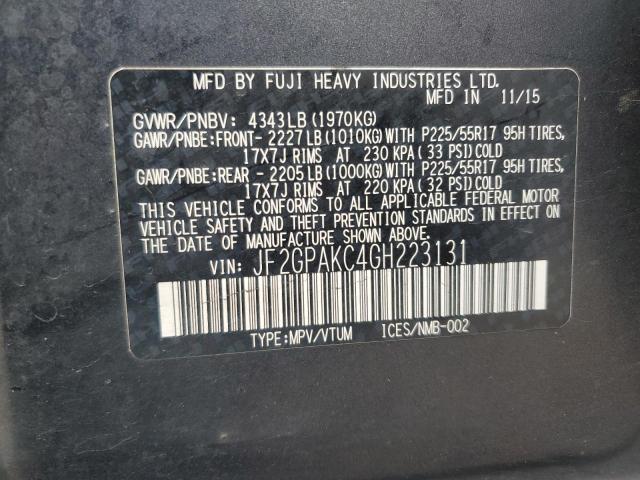 MFD BY FUJI HEAVY INDUSTRIES LTD.
MFD IN 11/15
GVWR/PNBV: 4343LB(1970KG)
GAWR/PNBE:FRONT- 2227LB(1010KG)WITH P225/55R17 95H TIRES,
17X7J RIMS AT 230 KPA(33 PSI)COLD
GAWR/PNBE:REAR - 2205LB(1000KG)WITH P225/55R17 95H TIRES,
17X7J RIMS AT 220 KPA(32 PSI)COLD
THIS VEHICLE CONFORMS TO ALL APPLICABLE FEDERAL MOTOR
VEHICLE SAFETY AND THEFT PREVENTION STANDARDS IN EFFECT ON
THE DATE OF MANUFACTURE SHOWN ABOVE.
VIN: JF2GPAKC4GH223131
TYPE:MPV/VTUM ICES/NMB-002